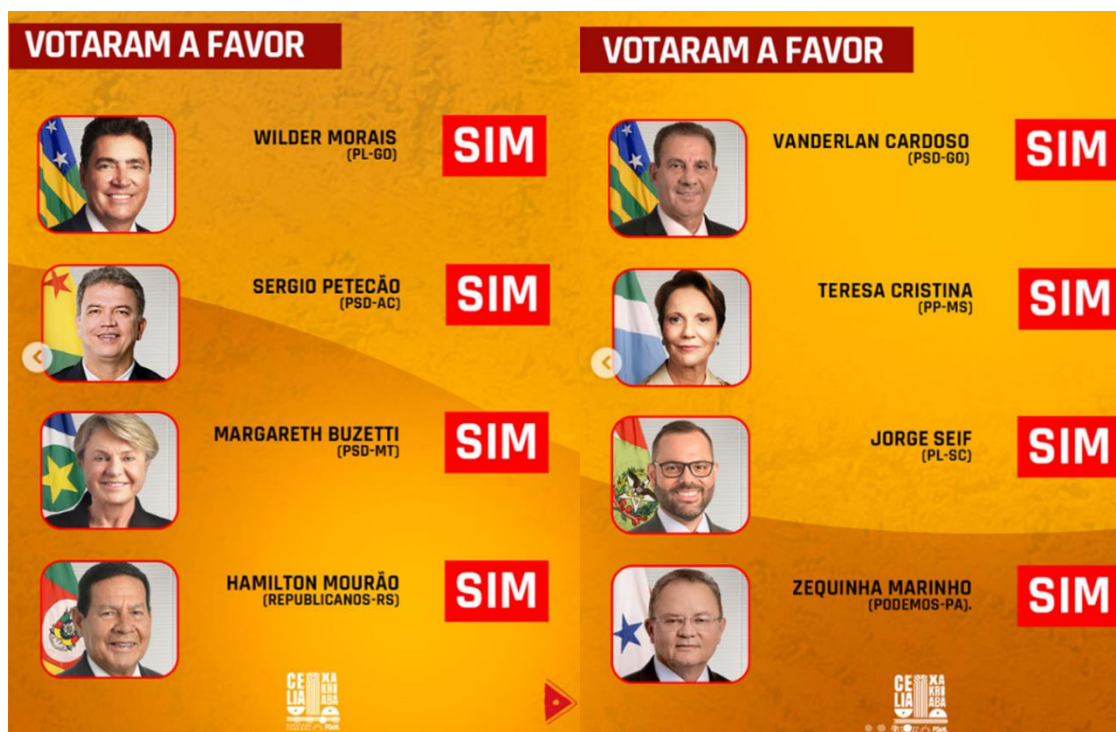 VOTARAM A FAVOR
WILDER MORAIS
(PL-GO)
SIM
SERGIO PETECÃO
(PSD-AC)
SIM
MARGARETH BUZETTI
(PSD-MT)
SIM
HAMILTON MOURÃO
(REPUBLICANOS-RS)
SIM
CE
LIA
XA
KRI
ABA
VOTARAM A FAVOR
VANDERLAN CARDOSO
(PSD-GO)
SIM
TERESA CRISTINA
(PP-MS)
SIM
JORGE SEIF
(PL-SC)
SIM
ZEQUINHA MARINHO
(PODEMOS-PA).
SIM
CE
LIA
XA
KRI
ABA